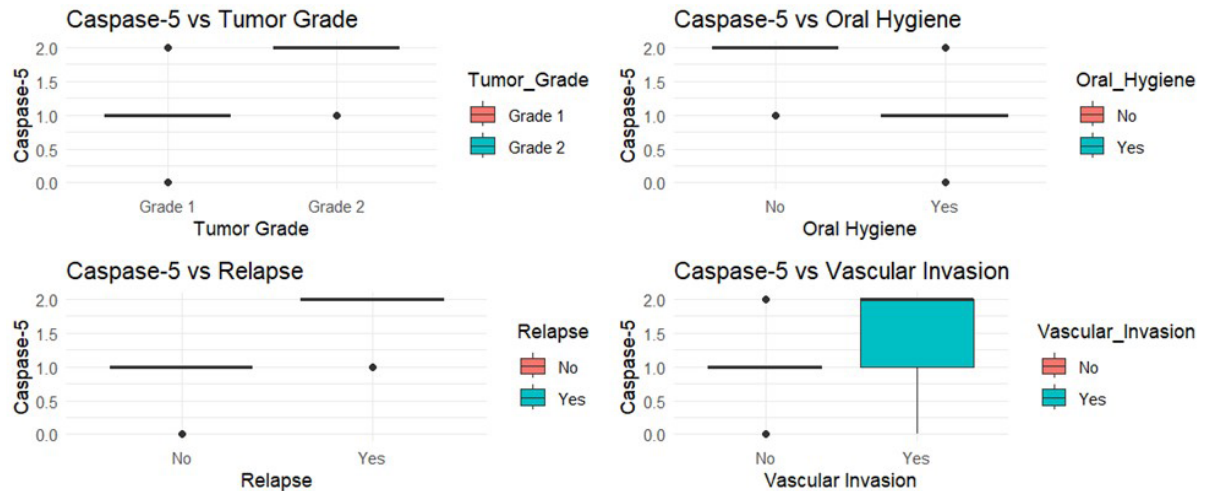 Caspase-5 vs Tumor Grade
Caspase-5
2.0
1.5
1.0
0.5
0.0
Grade 1
Grade 2
Tumor Grade
Tumor_Grade
Grade 1
Grade 2
Caspase-5 vs Oral Hygiene
Caspase-5
2.0
1.5
1.0
0.5
0.0
No
Yes
Oral Hygiene
Oral_Hygiene
No
Yes
Caspase-5 vs Relapse
Caspase-5
2.0
1.5
1.0
0.5
0.0
No
Yes
Relapse
Relapse
No
Yes
Caspase-5 vs Vascular Invasion
Caspase-5
2.0
1.5
1.0
0.5
0.0
No
Yes
Vascular Invasion
Vascular_Invasion
No
Yes